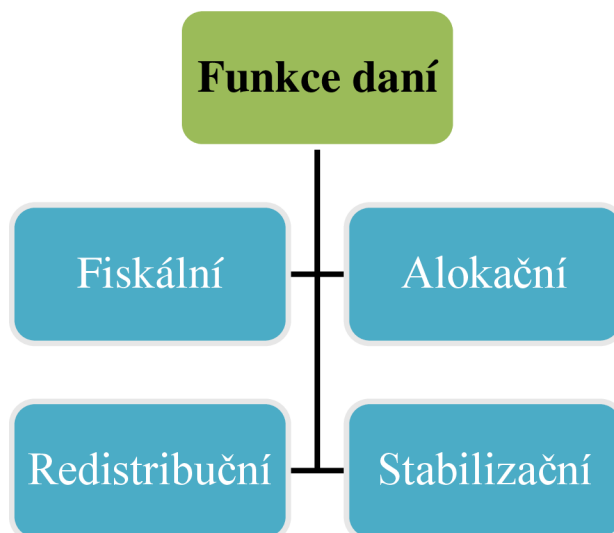 Funkce daní
Fiskální
Alokační
Redistribuční
Stabilizační